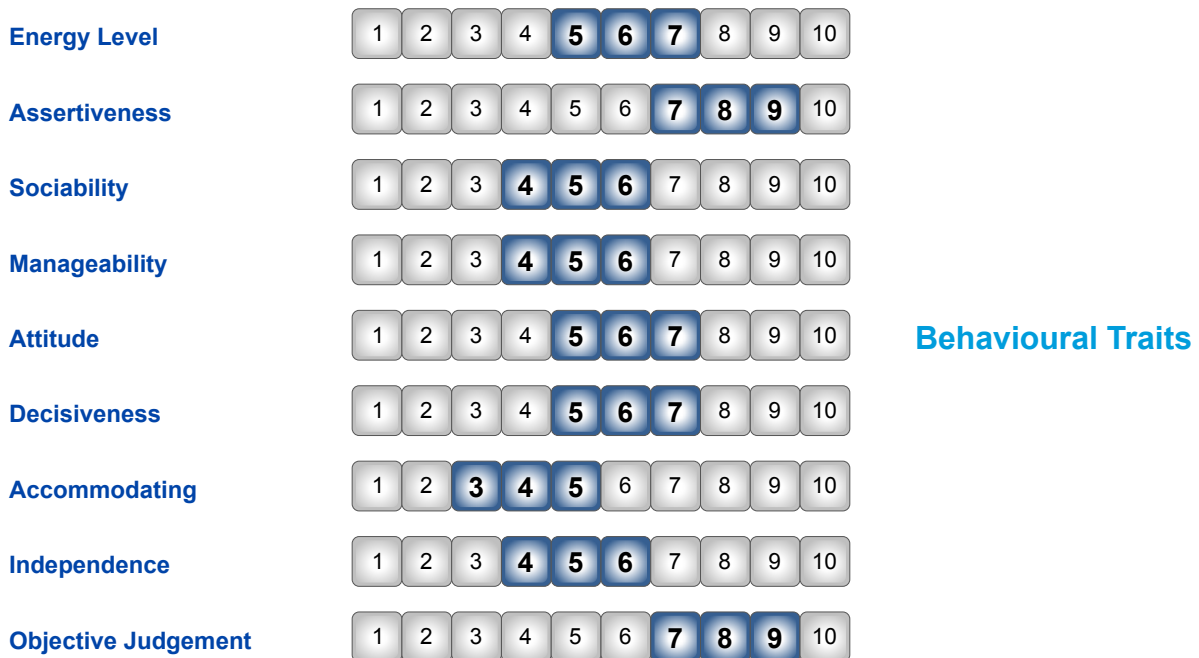 Energy Level 1 2 3 4 5 6 7 8 9 10
Assertiveness 1 2 3 4 5 6 7 8 9 10
Sociability 1 2 3 4 5 6 7 8 9 10
Manageability 1 2 3 4 5 6 7 8 9 10
Attitude 1 2 3 4 5 6 7 8 9 10 Behavioural Traits
Decisiveness 1 2 3 4 5 6 7 8 9 10
Accommodating 1 2 3 4 5 6 7 8 9 10
Independence 1 2 3 4 5 6 7 8 9 10
Objective Judgement 1 2 3 4 5 6 7 8 9 10